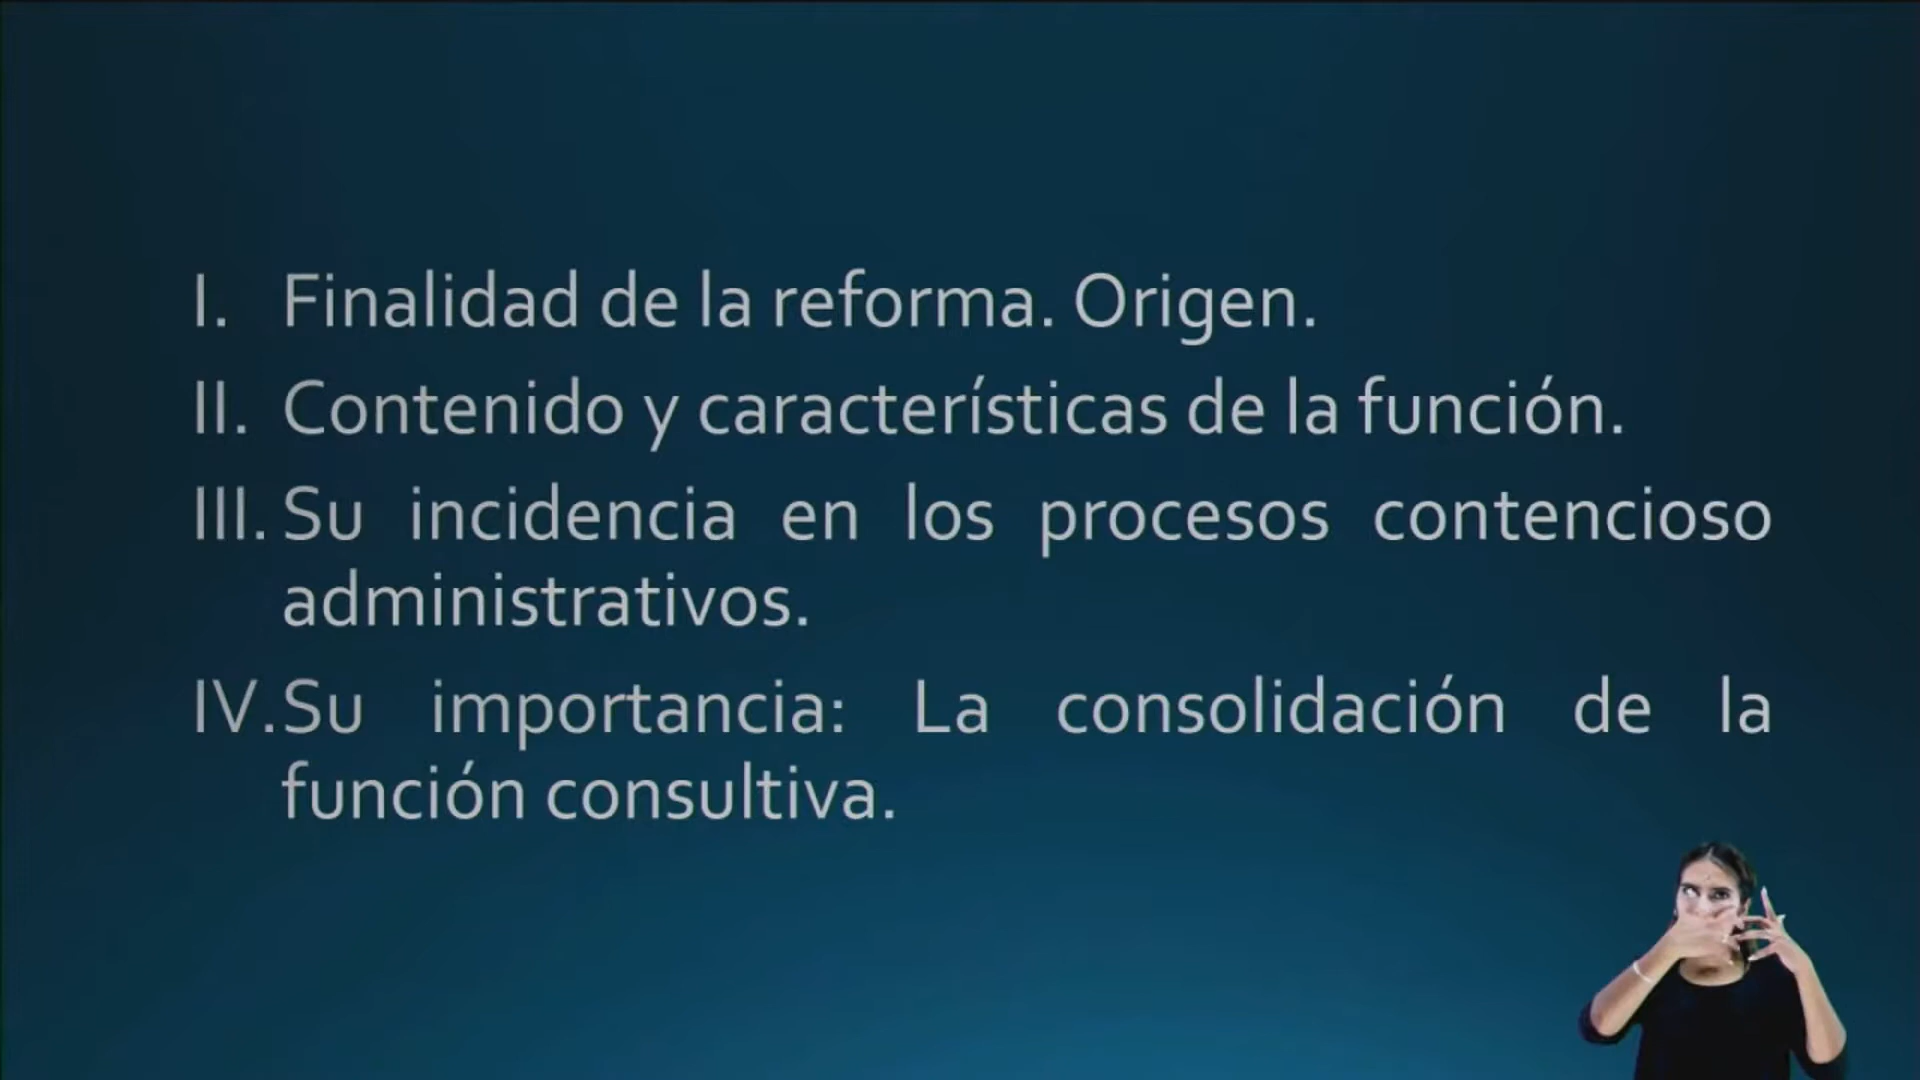 I. Finalidad de la reforma. Origen.
II. Contenido y características de la función.
III. Su incidencia en los procesos contencioso
administrativos.
IV. Su importancia: La consolidación de la
función consultiva.